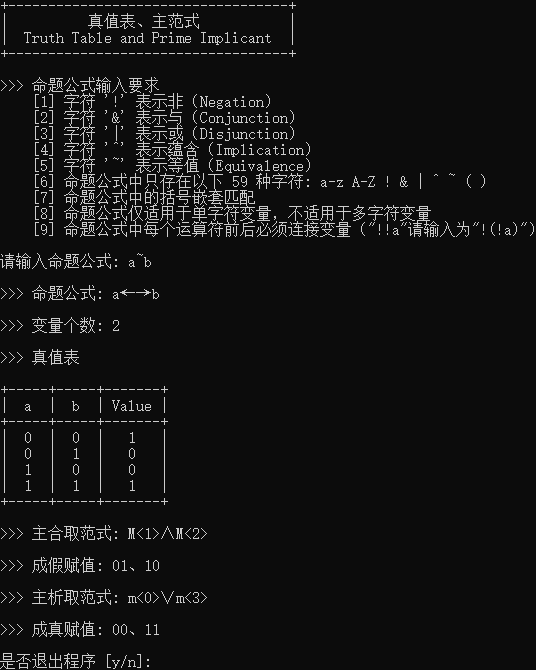 真值表、主范式
Truth Table and Prime Implicant
>>> 命题公式输入要求
[1] 字符 '!' 表示非 (Negation)
[2] 字符 '&' 表示与 (Conjunction)
[3] 字符 '|' 表示或 (Disjunction)
[4] 字符 '^' 表示蕴含 (Implication)
[5] 字符 '~' 表示等值 (Equivalence)
[6] 命题公式中只存在以下 59 种字符: a-z A-Z ! & | ^ ~ ( )
[7] 命题公式中的括号嵌套匹配
[8] 命题公式仅适用于单字符变量, 不适用于多字符变量
[9] 命题公式中每个运算符前后必须连接变量 ("!!a"请输入为"!(!a)")
请输入命题公式: a~b
>>> 命题公式: a←→b
>>> 变量个数: 2
>>> 真值表
| a | b | Value |
| 0 | 0 | 1 |
| 0 | 1 | 0 |
| 1 | 0 | 0 |
| 1 | 1 | 1 |
>>> 主合取范式: M<1>∧M<2>
>>> 成假赋值: 01、10
>>> 主析取范式: m<0>∨m<3>
>>> 成真赋值: 00、11
是否退出程序 [y/n]: